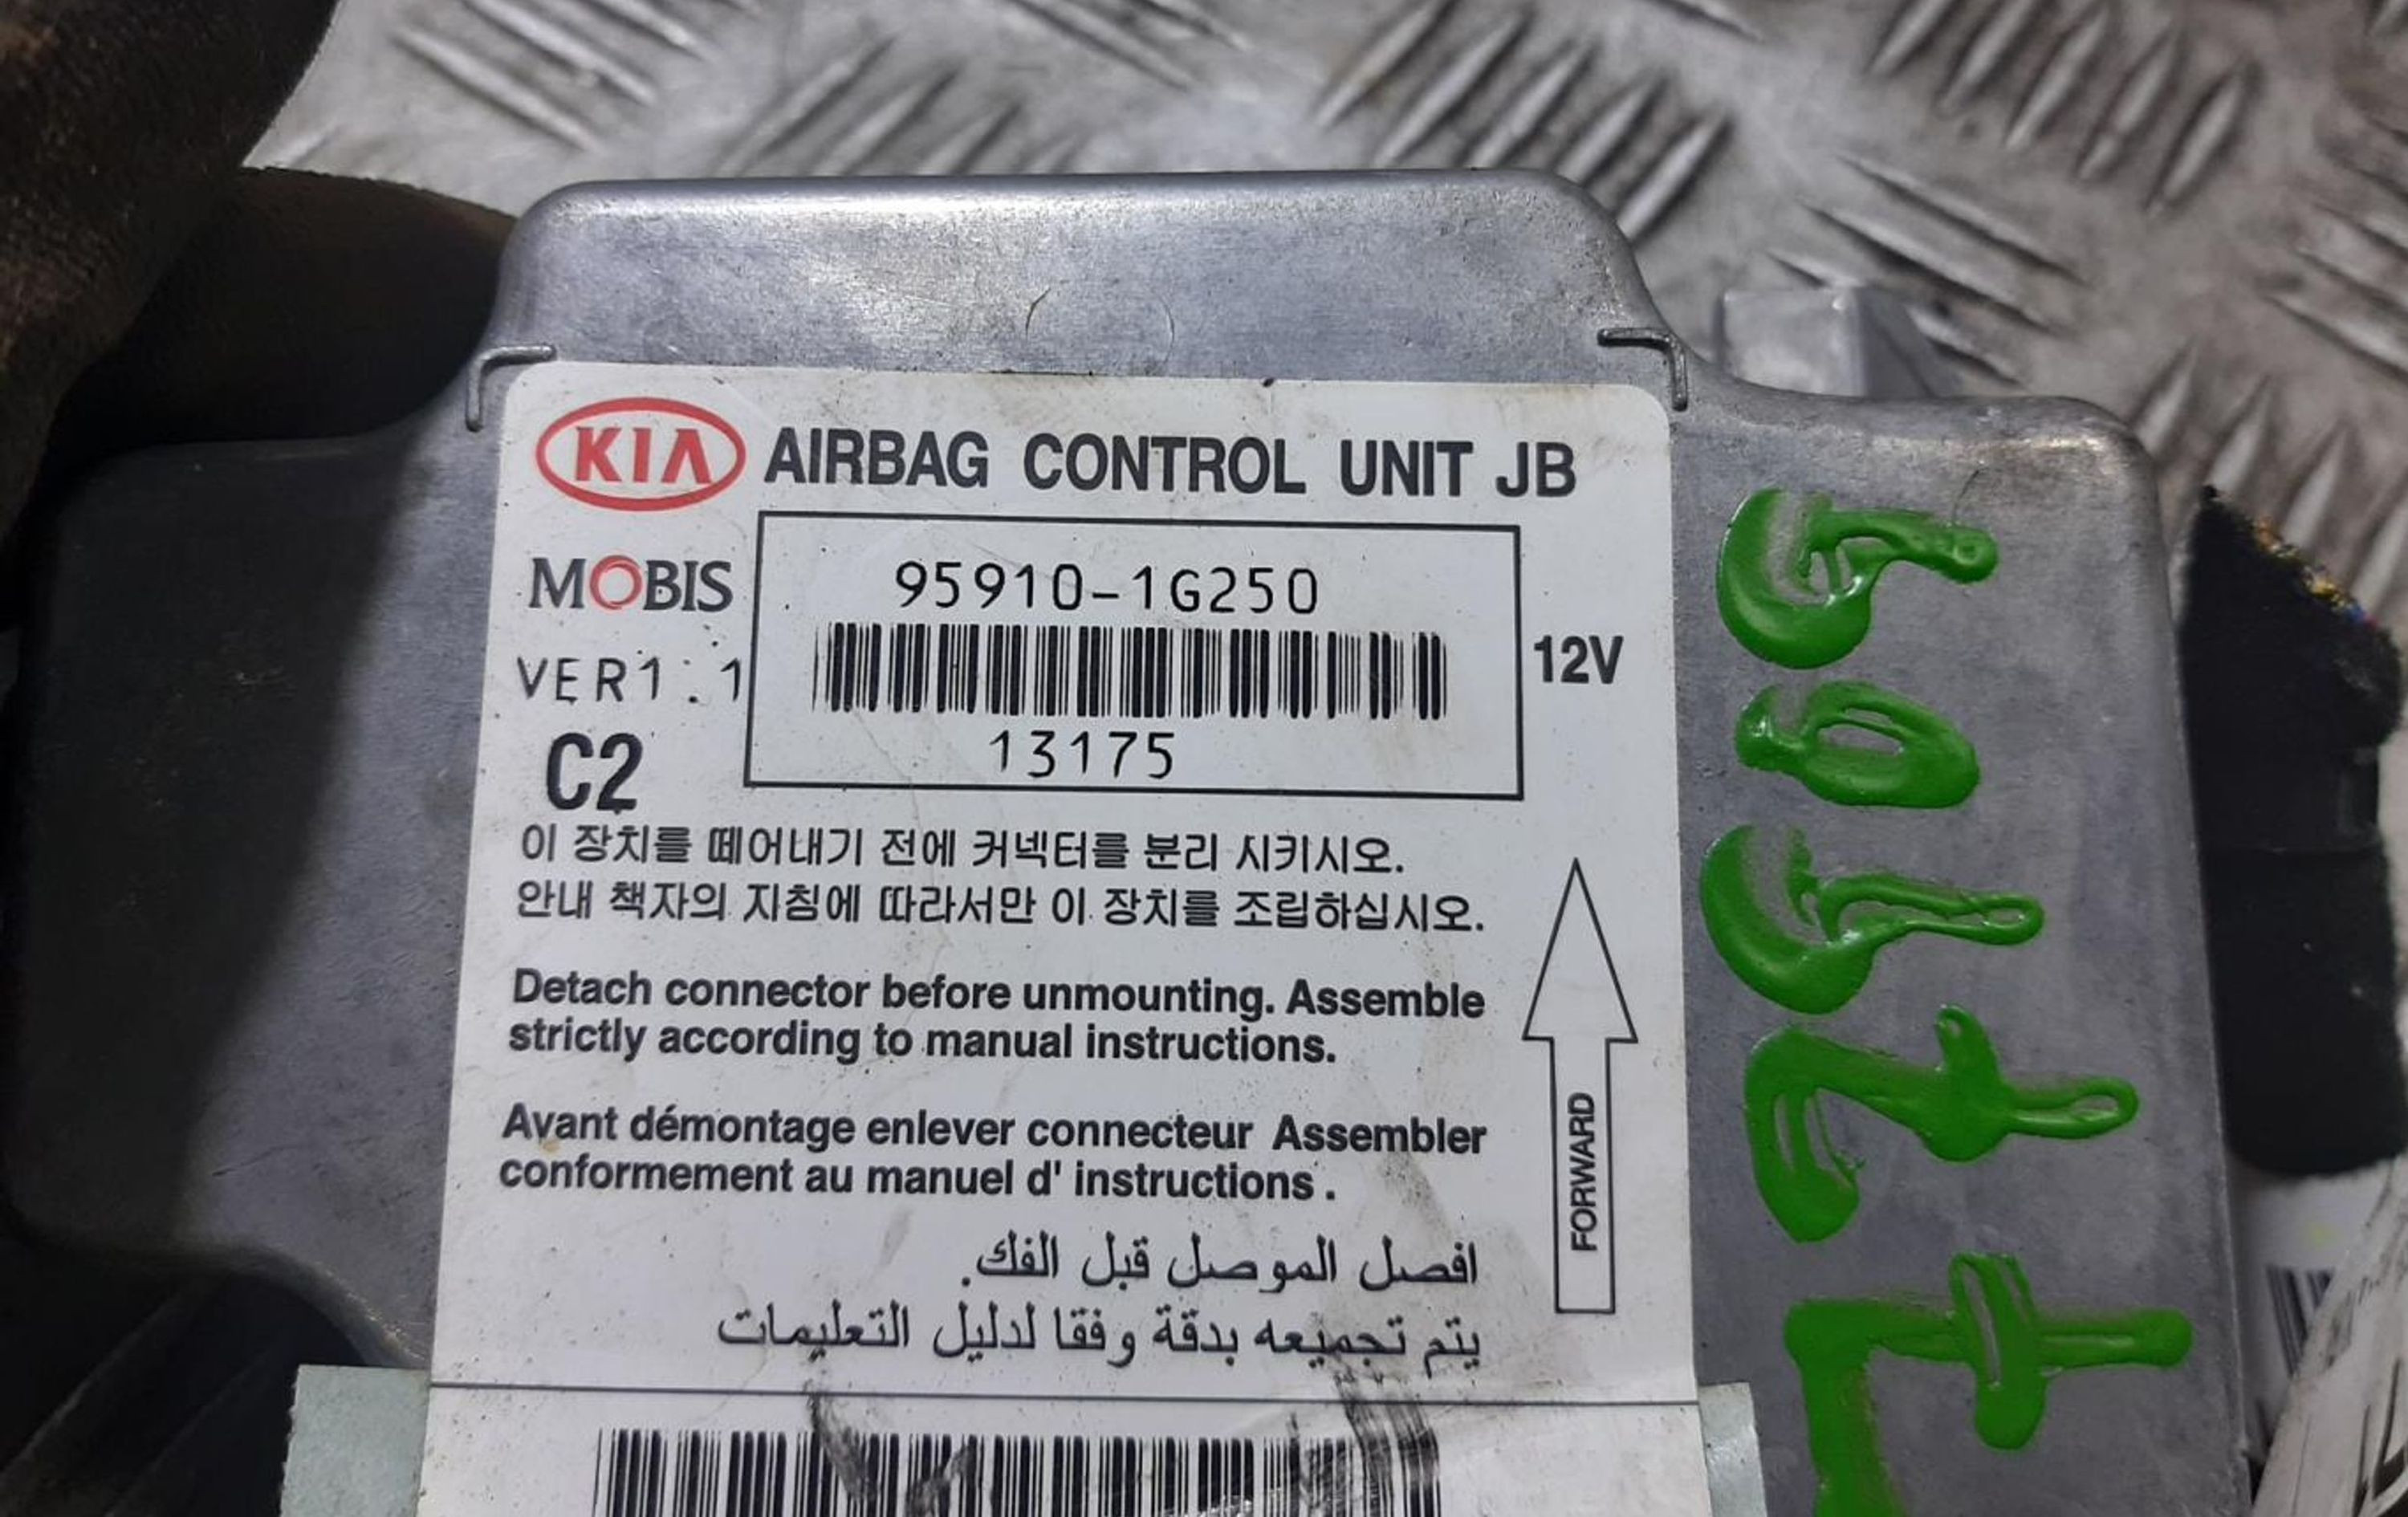 KIA AIRBAG CONTROL UNIT JB
MOBIS
95910-1G250
VER1.1
12V
13175
C2
이 장치를 떼어내기 전에 커넥터를 분리 시키시오.
안내 책자의 지침에 따라서만 이 장치를 조립하십시오.
Detach connector before unmounting. Assemble
strictly according to manual instructions.
Avant démontage enlever connecteur Assembler
conformement au manuel d' instructions .
FORWARD
افصل الموصل قبل الفك.
يتم تجميعه بدقة وفقا لدليل التعليمات